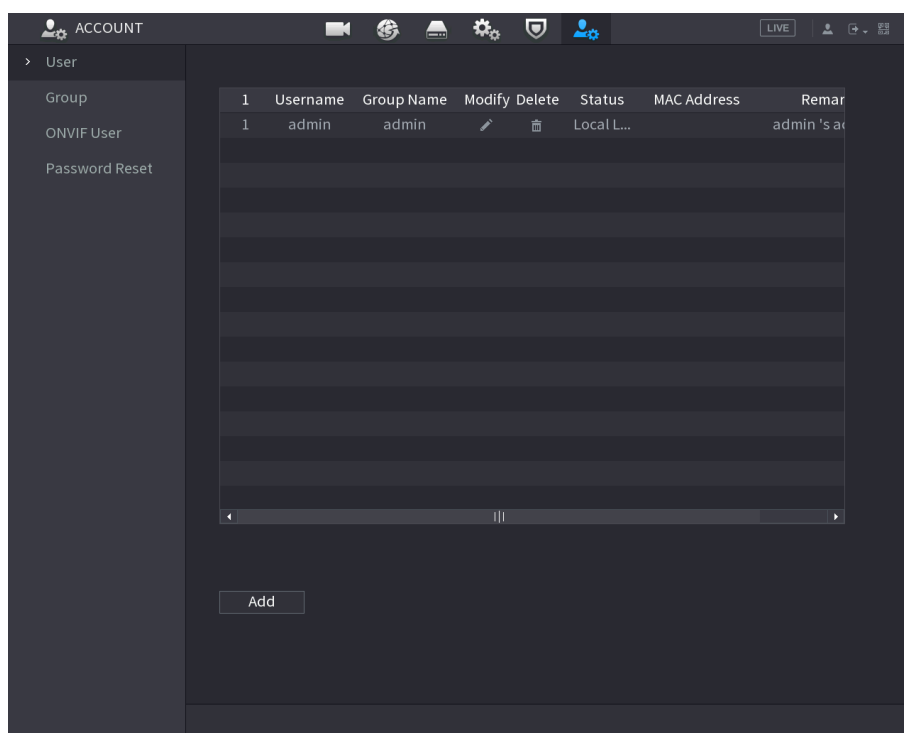 ACCOUNT LIVE
User
Group
ONVIF User
Password Reset
1 Username Group Name Modify Delete Status MAC Address Remar
1 admin admin Local L... admin 's ac
Add